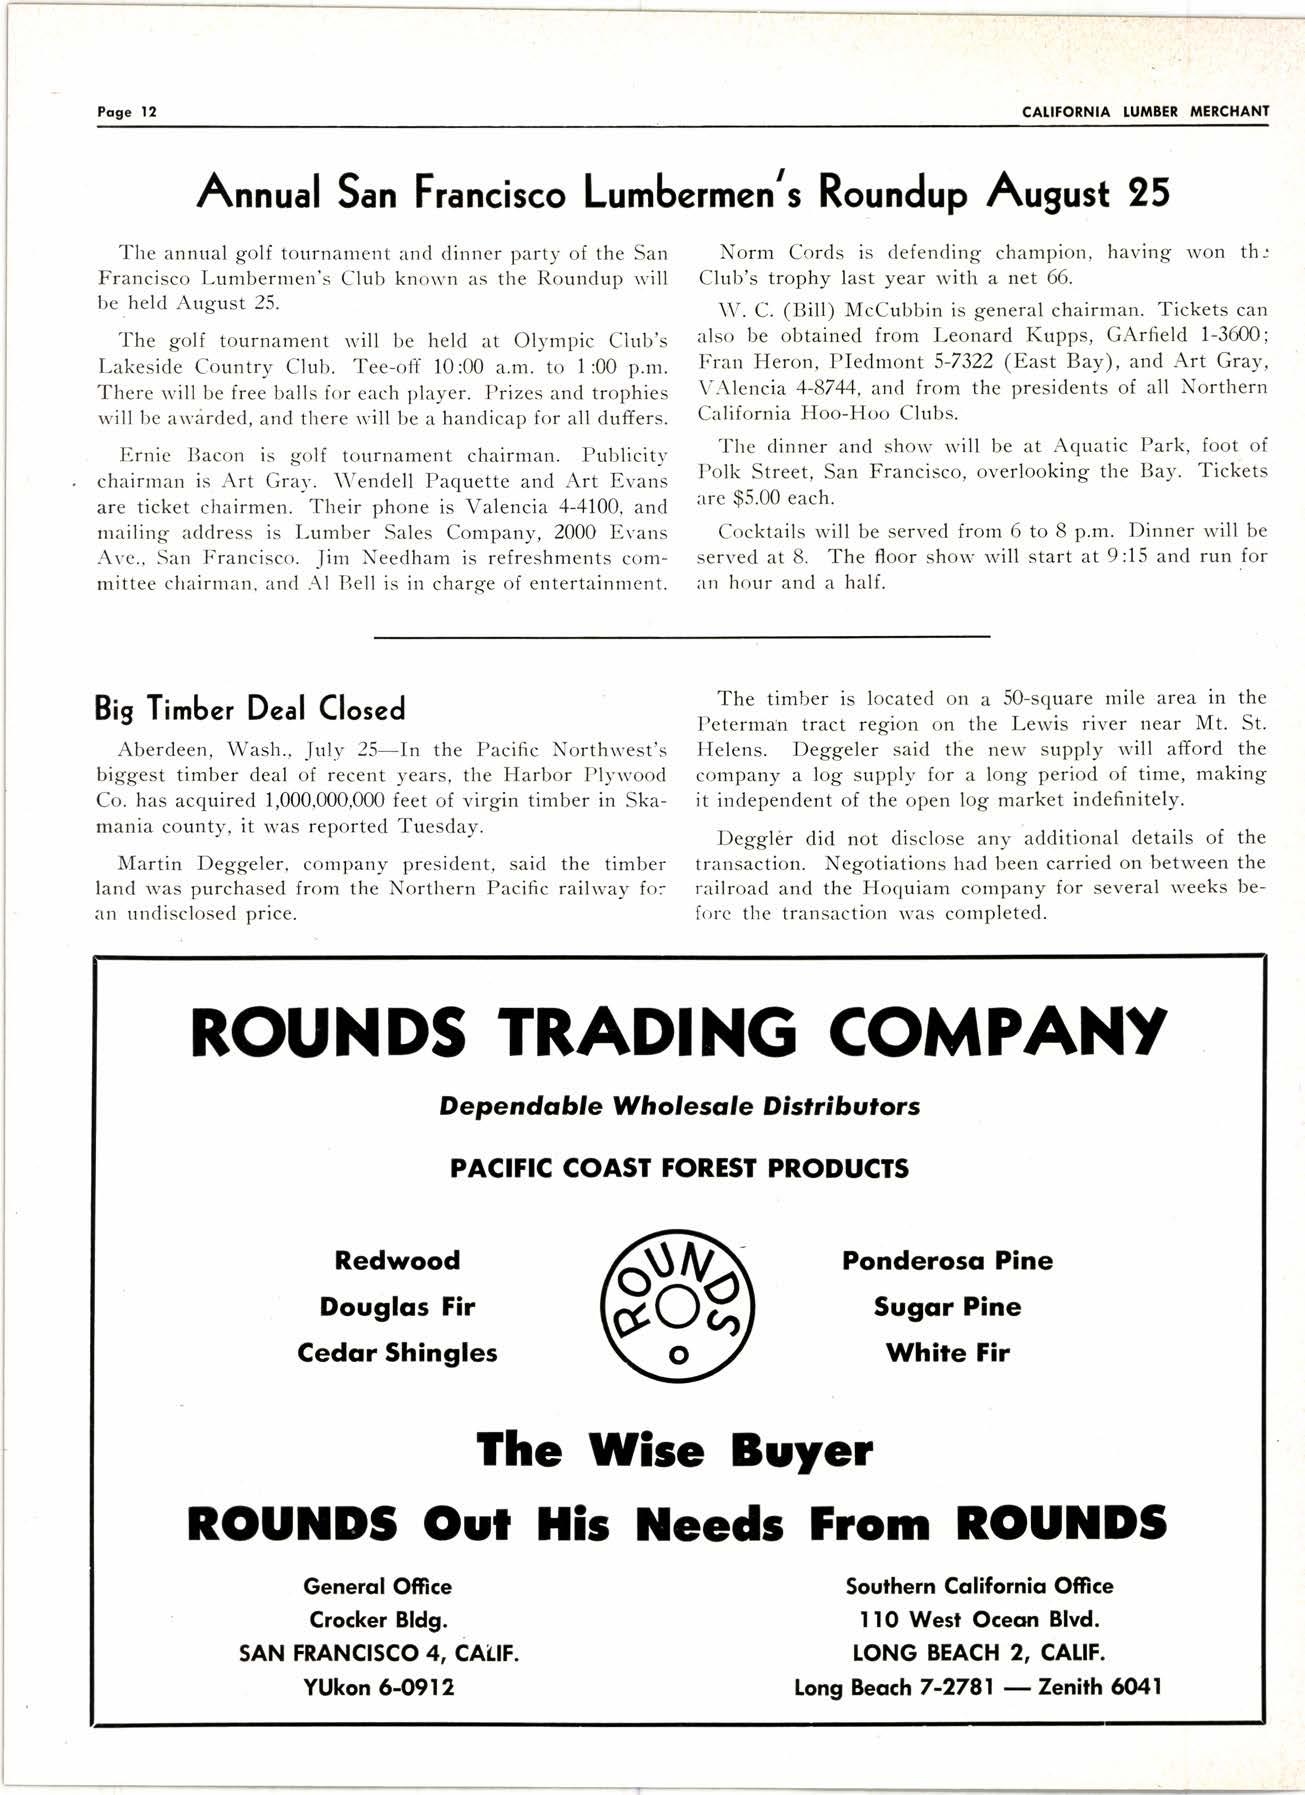 Page 12
CALIFORNIA LUMBER MERCHANT
Annual San Francisco Lumbermen's Roundup August 25
The annual golf tournament and dinner party of the San
Francisco Lumbermen's Club known as the Roundup will
be held August 25.
The golf tournament will be held at Olympic Club's
Lakeside Country Club. Tee-off 10:00 a.m. to 1:00 p.m.
There will be free balls for each player. Prizes and trophies
will be awarded, and there will be a handicap for all duffers.
Ernie Bacon is golf tournament chairman. Publicity
chairman is Art Gray. Wendell Paquette and Art Evans
are ticket chairmen. Their phone is Valencia 4-4100, and
mailing address is Lumber Sales Company, 2000 Evans
Ave., San Francisco. Jim Needham is refreshments com-
mittee chairman, and Al Bell is in charge of entertainment.
Norm Cords is defending champion, having won the
Club's trophy last year with a net 66.
W. C. (Bill) McCubbin is general chairman. Tickets can
also be obtained from Leonard Kupps, GArfield 1-3600;
Fran Heron, PIedmont 5-7322 (East Bay), and Art Gray,
VAlencia 4-8744, and from the presidents of all Northern
California Hoo-Hoo Clubs.
The dinner and show will be at Aquatic Park, foot of
Polk Street, San Francisco, overlooking the Bay. Tickets
are $5.00 each.
Cocktails will be served from 6 to 8 p.m. Dinner will be
served at 8. The floor show will start at 9:15 and run for
an hour and a half.
Big Timber Deal Closed
Aberdeen, Wash., July 25—In the Pacific Northwest's
biggest timber deal of recent years, the Harbor Plywood
Co. has acquired 1,000,000,000 feet of virgin timber in Ska-
mania county, it was reported Tuesday.
Martin Deggeler, company president, said the timber
land was purchased from the Northern Pacific railway for
an undisclosed price.
The timber is located on a 50-square mile area in the
Peterman tract region on the Lewis river near Mt. St.
Helens. Deggeler said the new supply will afford the
company a log supply for a long period of time, making
it independent of the open log market indefinitely.
Deggler did not disclose any additional details of the
transaction. Negotiations had been carried on between the
railroad and the Hoquiam company for several weeks be-
fore the transaction was completed.
ROUNDS TRADING COMPANY
Dependable Wholesale Distributors
PACIFIC COAST FOREST PRODUCTS
Redwood
Douglas Fir
Cedar Shingles
ROUNDS
Ponderosa Pine
Sugar Pine
White Fir
The Wise Buyer
ROUNDS Out His Needs From ROUNDS
General Office
Crocker Bldg.
SAN FRANCISCO 4, CALIF.
YUkon 6-0912
Southern California Office
110 West Ocean Blvd.
LONG BEACH 2, CALIF.
Long Beach 7-2781 — Zenith 6041